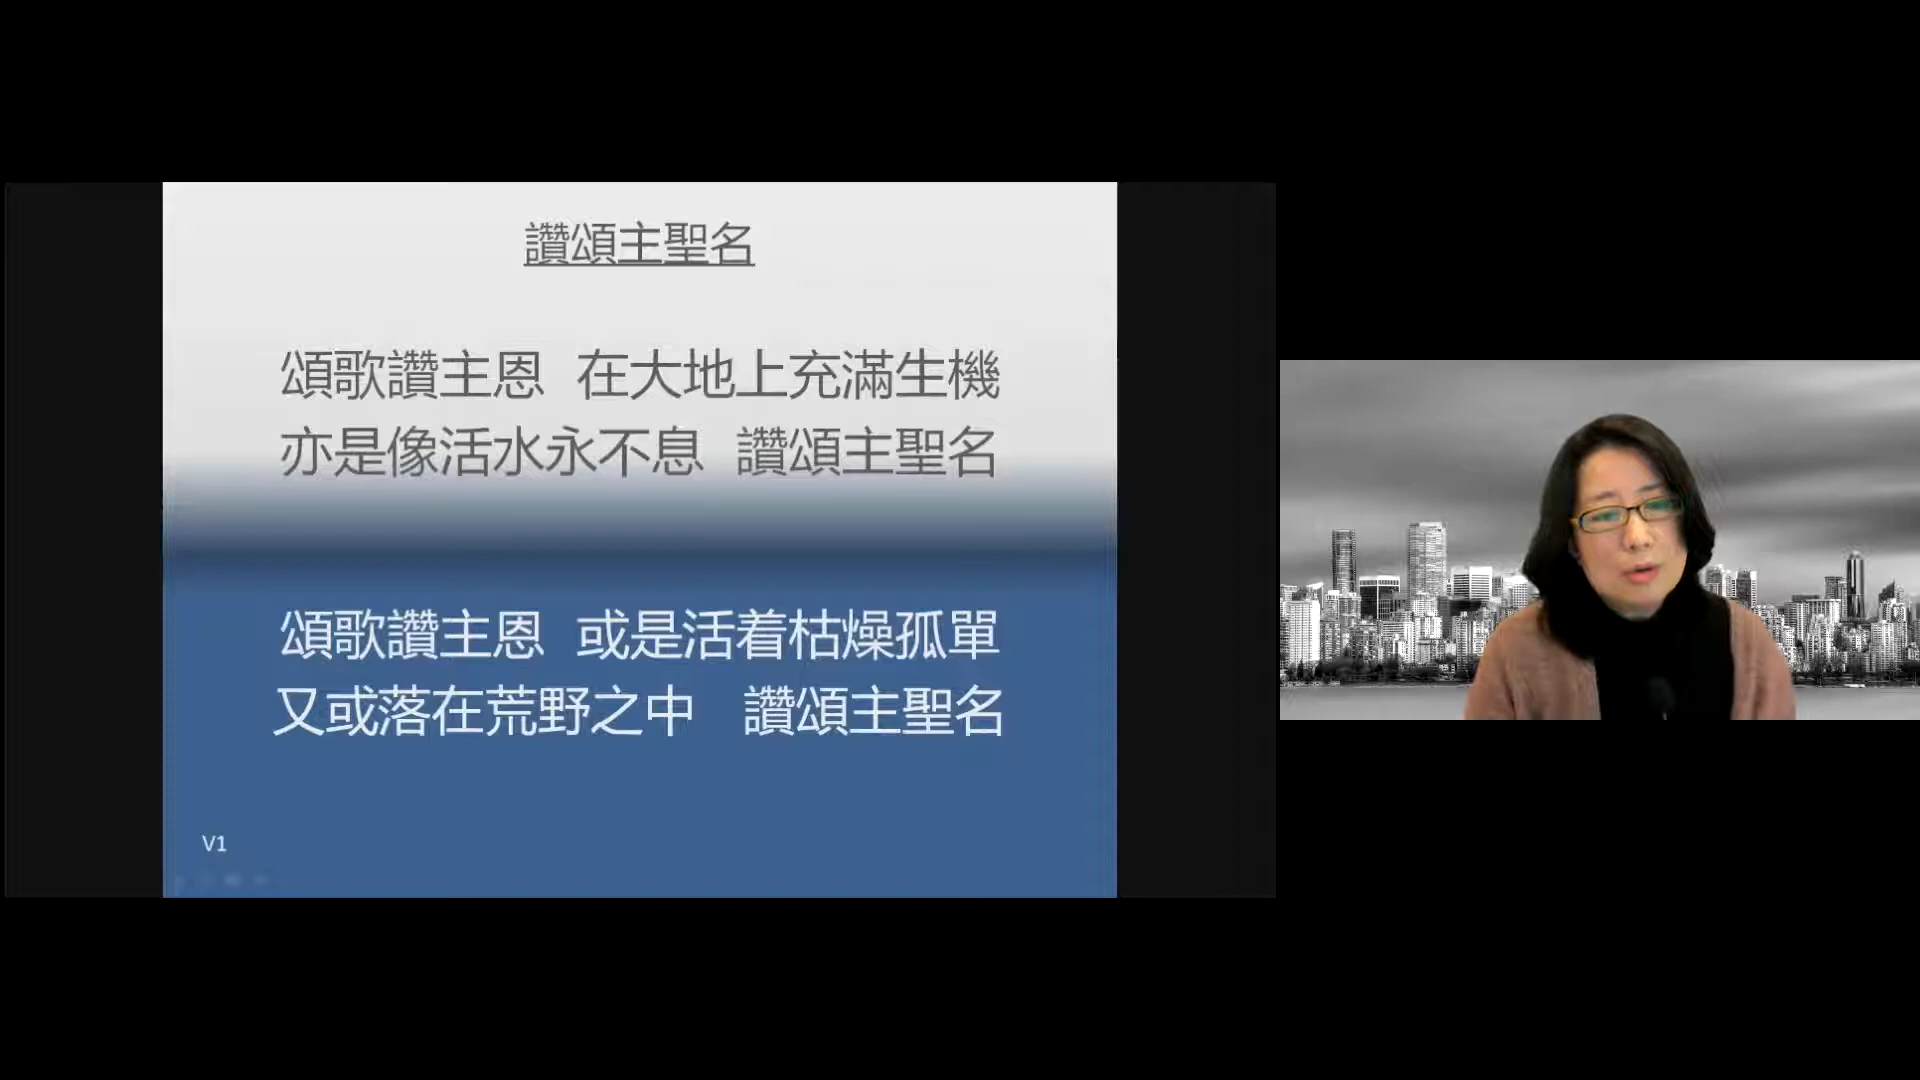 讚頌主聖名
頌歌讚主恩 在大地上充滿生機
亦是像活水永不息 讚頌主聖名
頌歌讚主恩 或是活着枯燥孤單
又或落在荒野之中 讚頌主聖名
V1